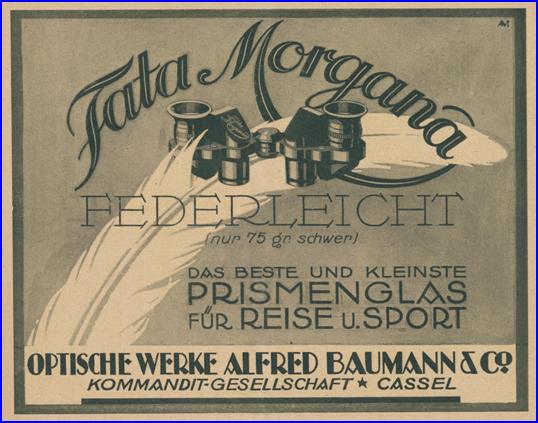 Fata Morgana
FEDERLEICHT
(nur 75 gr. schwer)
DAS BESTE UND KLEINSTE
PRISMENGLAS
FÜR REISE U. SPORT
OPTISCHE WERKE ALFRED BAUMANN & Co
KOMMANDIT-GESELLSCHAFT ★ CASSEL